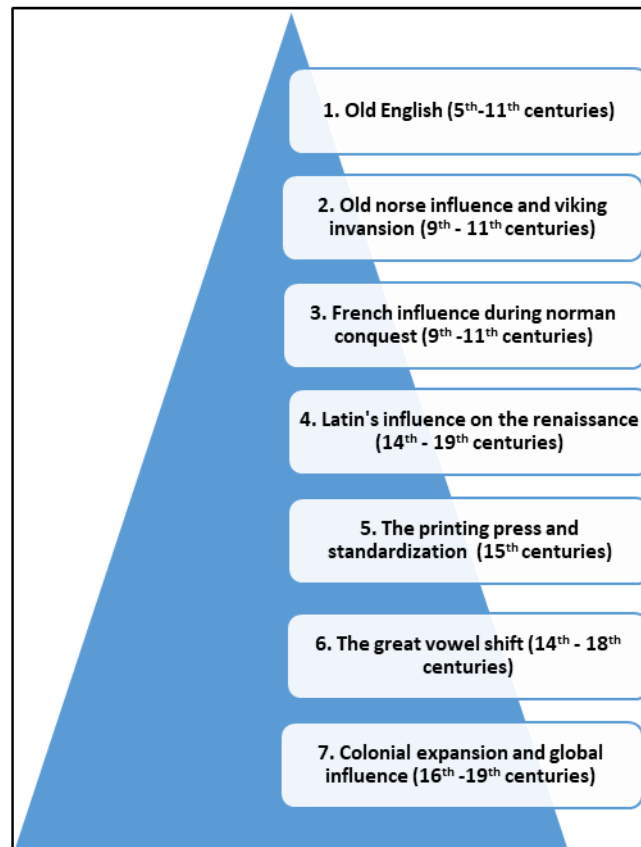 1. Old English (5th-11th centuries)
2. Old norse influence and viking
invansion (9th - 11th centuries)
3. French influence during norman
conquest (9th -11th centuries)
4. Latin's influence on the renaissance
(14th - 19th centuries)
5. The printing press and
standardization (15th centuries)
6. The great vowel shift (14th - 18th
centuries)
7. Colonial expansion and global
influence (16th -19th centuries)